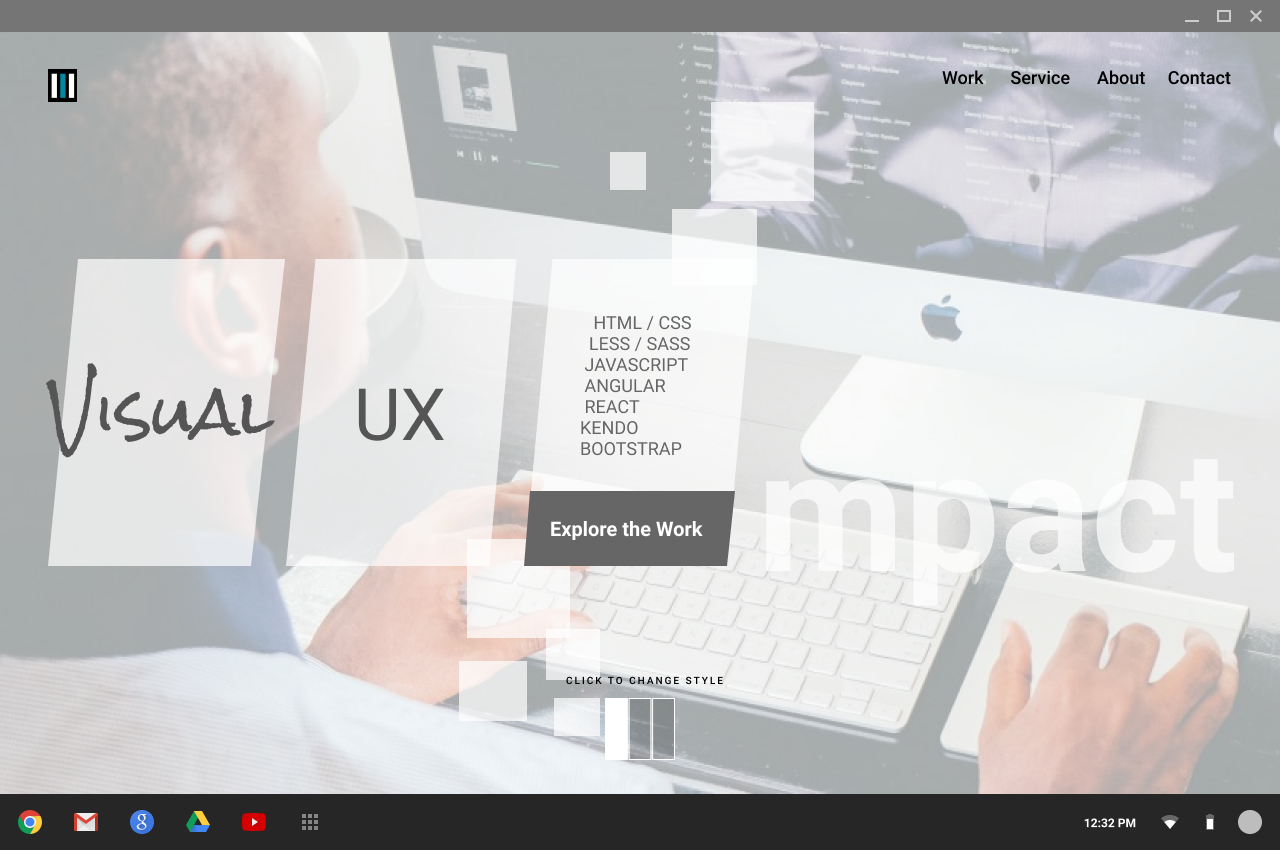 Work Service About Contact
Visual
UX
HTML / CSS
LESS / SASS
JAVASCRIPT
ANGULAR
REACT
KENDO
BOOTSTRAP
Explore the Work
mpact
CLICK TO CHANGE STYLE
12:32 PM